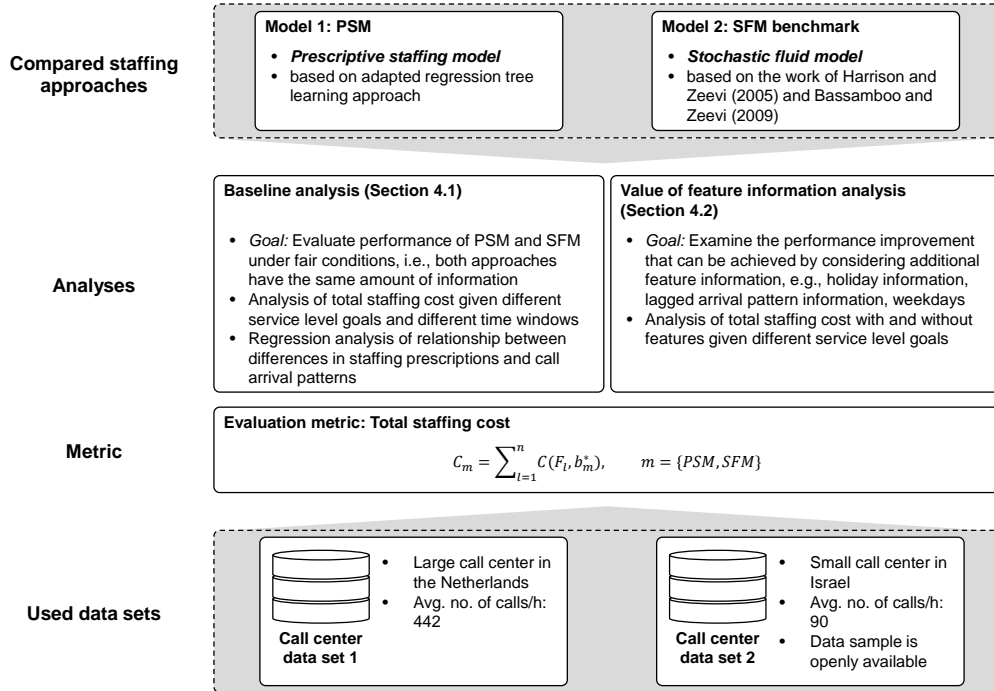 Compared staffing
approaches
Model 1: PSM
• Prescriptive staffing model
• based on adapted regression tree
learning approach
Model 2: SFM benchmark
• Stochastic fluid model
• based on the work of Harrison and
Zeevi (2005) and Bassamboo and
Zeevi (2009)
Analyses
Baseline analysis (Section 4.1)
• Goal: Evaluate performance of PSM and SFM
under fair conditions, i.e., both approaches
have the same amount of information
• Analysis of total staffing cost given different
service level goals and different time windows
• Regression analysis of relationship between
differences in staffing prescriptions and call
arrival patterns
Value of feature information analysis
(Section 4.2)
• Goal: Examine the performance improvement
that can be achieved by considering additional
feature information, e.g., holiday information,
lagged arrival pattern information, weekdays
• Analysis of total staffing cost with and without
features given different service level goals
Metric
Evaluation metric: Total staffing cost
$C_m = \sum_{l=1}^{n} C(F_l, b_m^*), \quad m = \{PSM, SFM\}$
Used data sets
Call center
data set 1
• Large call center in
the Netherlands
• Avg. no. of calls/h:
442
Call center
data set 2
• Small call center in
Israel
• Avg. no. of calls/h:
90
• Data sample is
openly available